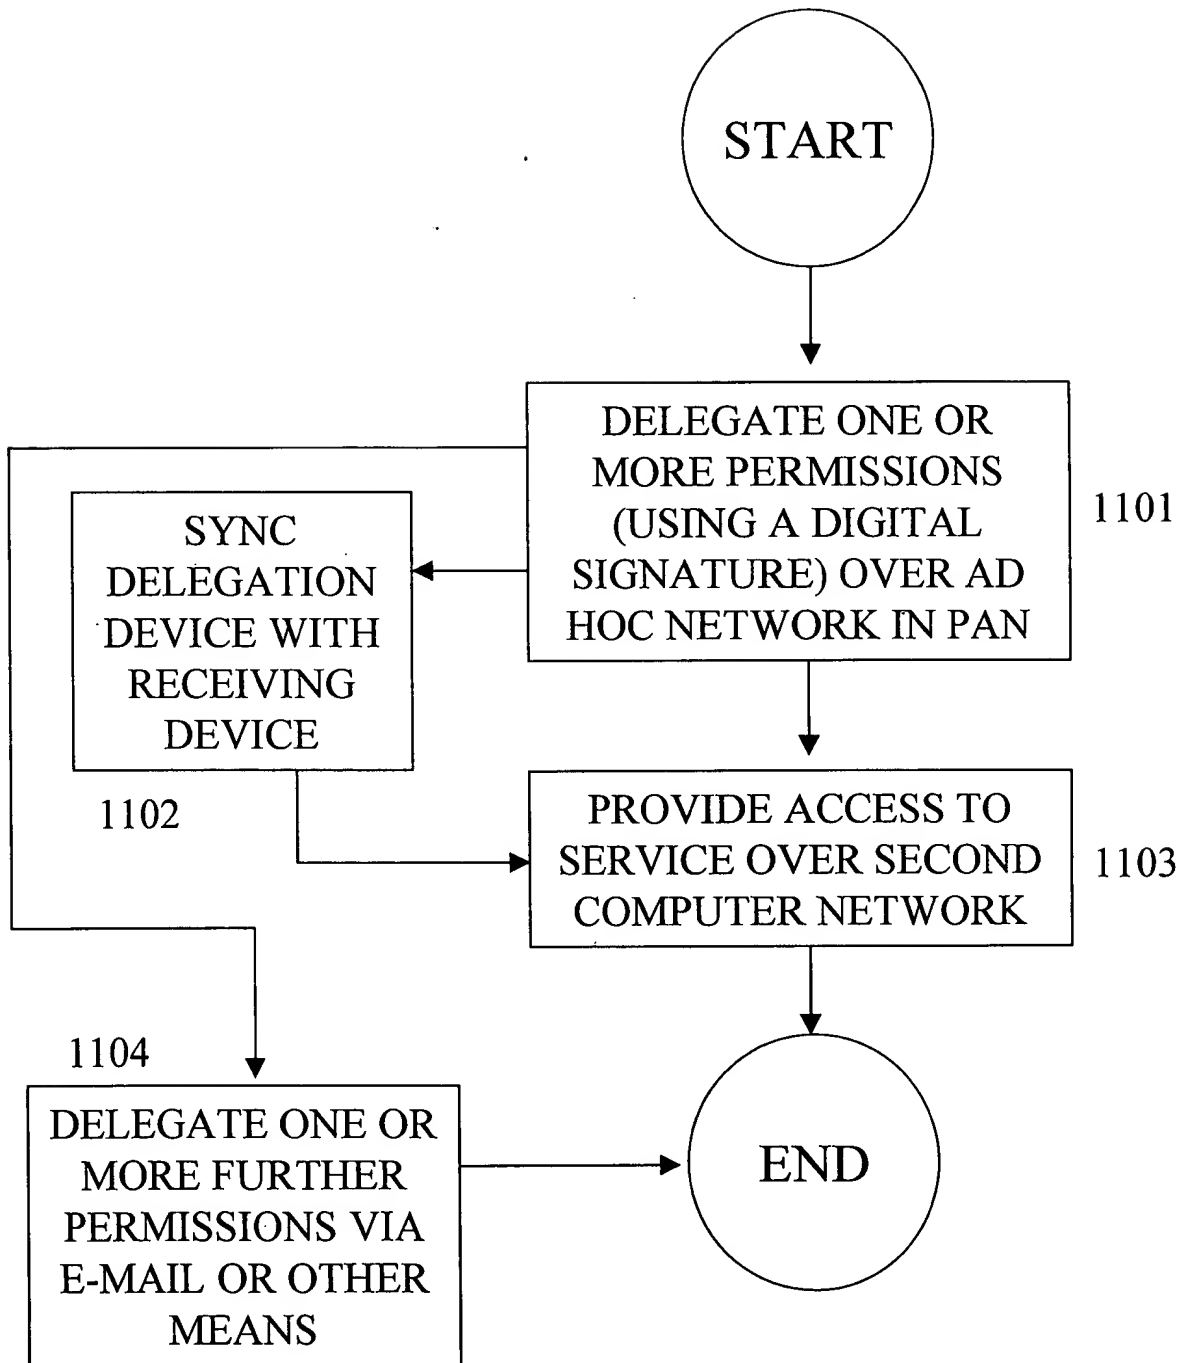 START
DELEGATE ONE OR
MORE PERMISSIONS
(USING A DIGITAL
SIGNATURE) OVER AD
HOC NETWORK IN PAN
1101
SYNC
DELEGATION
DEVICE WITH
RECEIVING
DEVICE
1102
PROVIDE ACCESS TO
SERVICE OVER SECOND
COMPUTER NETWORK
1103
1104
DELEGATE ONE OR
MORE FURTHER
PERMISSIONS VIA
E-MAIL OR OTHER
MEANS
END